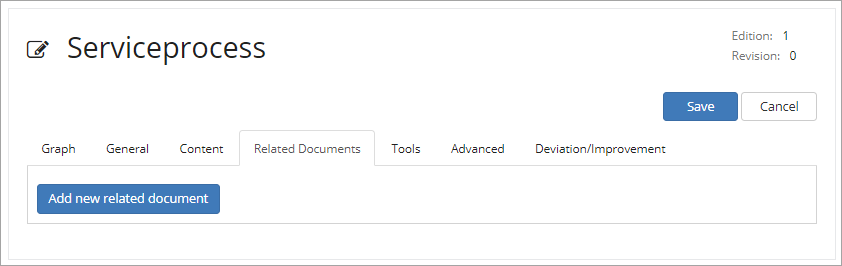 Serviceprocess
Edition: 1
Revision: 0
Save Cancel
Graph General Content Related Documents Tools Advanced Deviation/Improvement
Add new related document